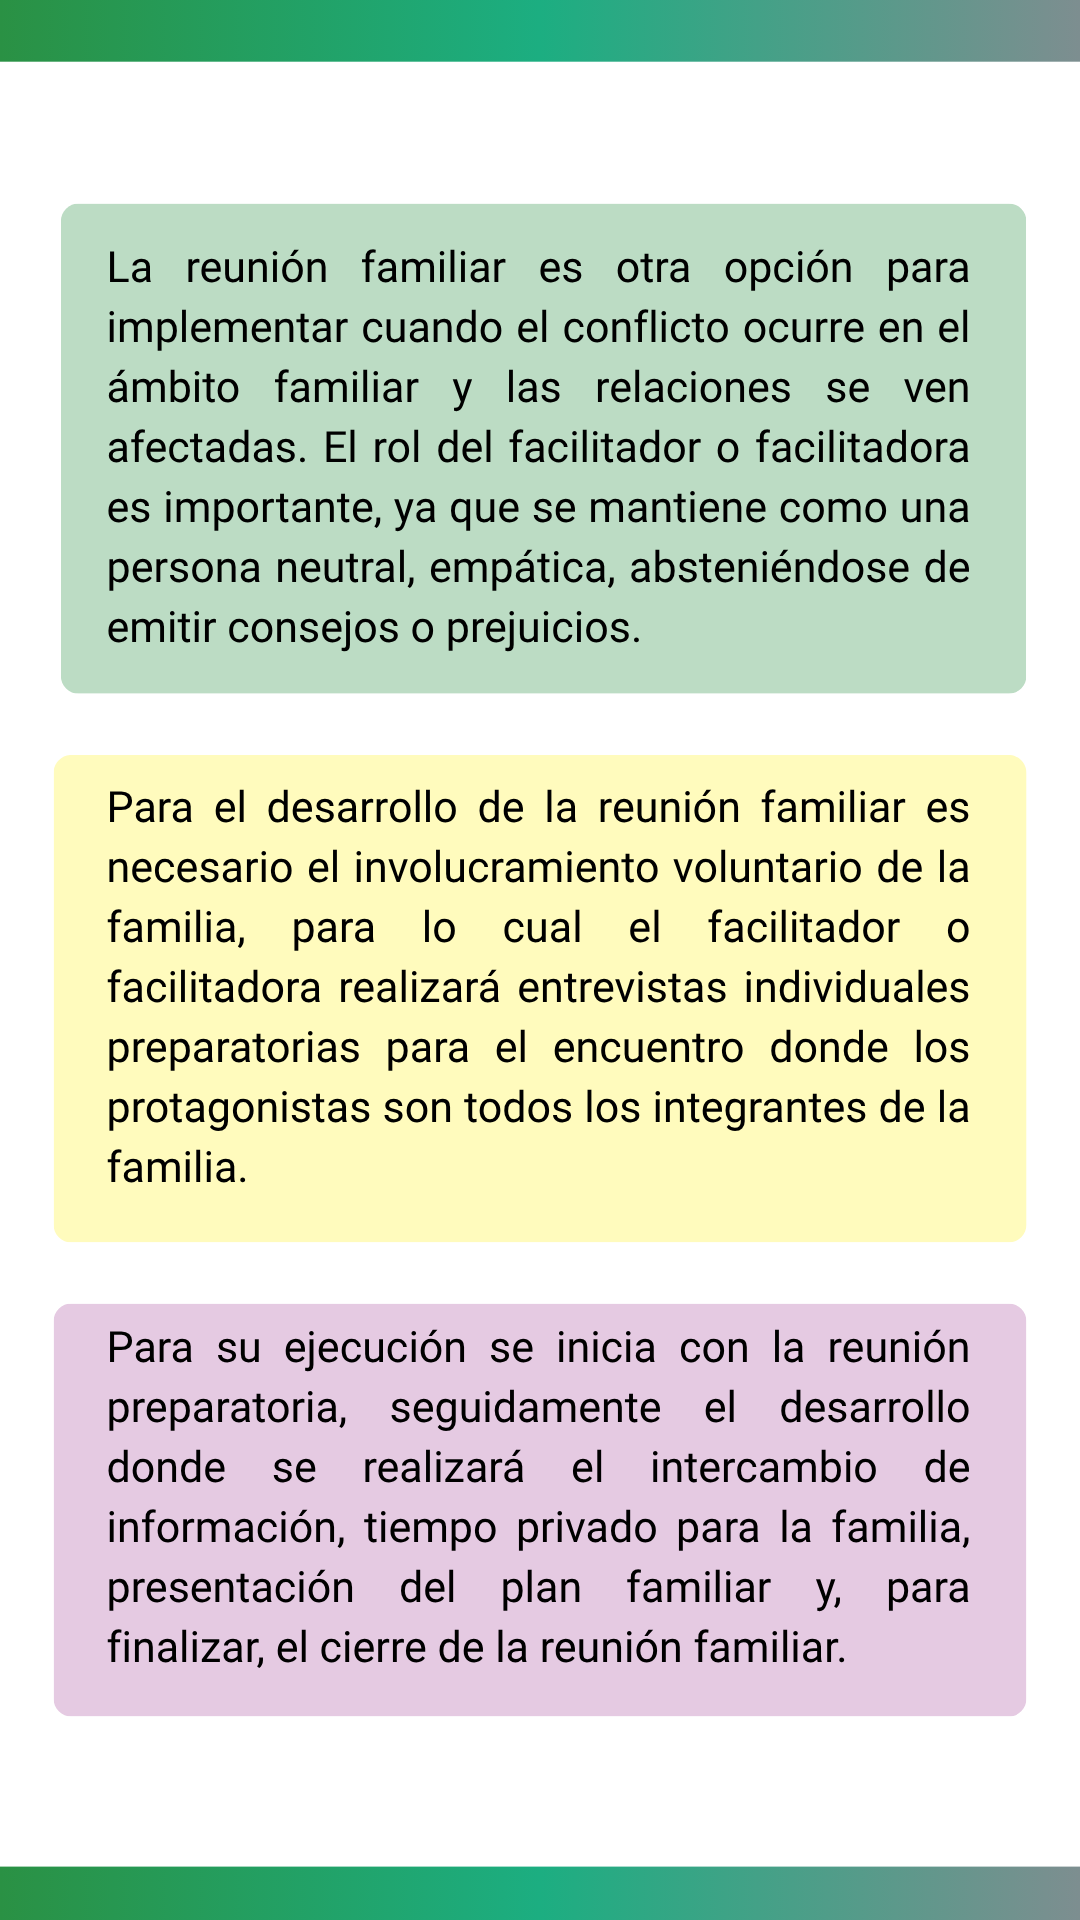 La reunión familiar es otra opción para
implementar cuando el conflicto ocurre en el
ámbito familiar y las relaciones se ven
afectadas. El rol del facilitador o facilitadora
es importante, ya que se mantiene como una
persona neutral, empática, absteniéndose de
emitir consejos o prejuicios.
Para el desarrollo de la reunión familiar es
necesario el involucramiento voluntario de la
familia, para lo cual el facilitador o
facilitadora realizará entrevistas individuales
preparatorias para el encuentro donde los
protagonistas son todos los integrantes de la
familia.
Para su ejecución se inicia con la reunión
preparatoria, seguidamente el desarrollo
donde se realizará el intercambio de
información, tiempo privado para la familia,
presentación del plan familiar y, para
finalizar, el cierre de la reunión familiar.